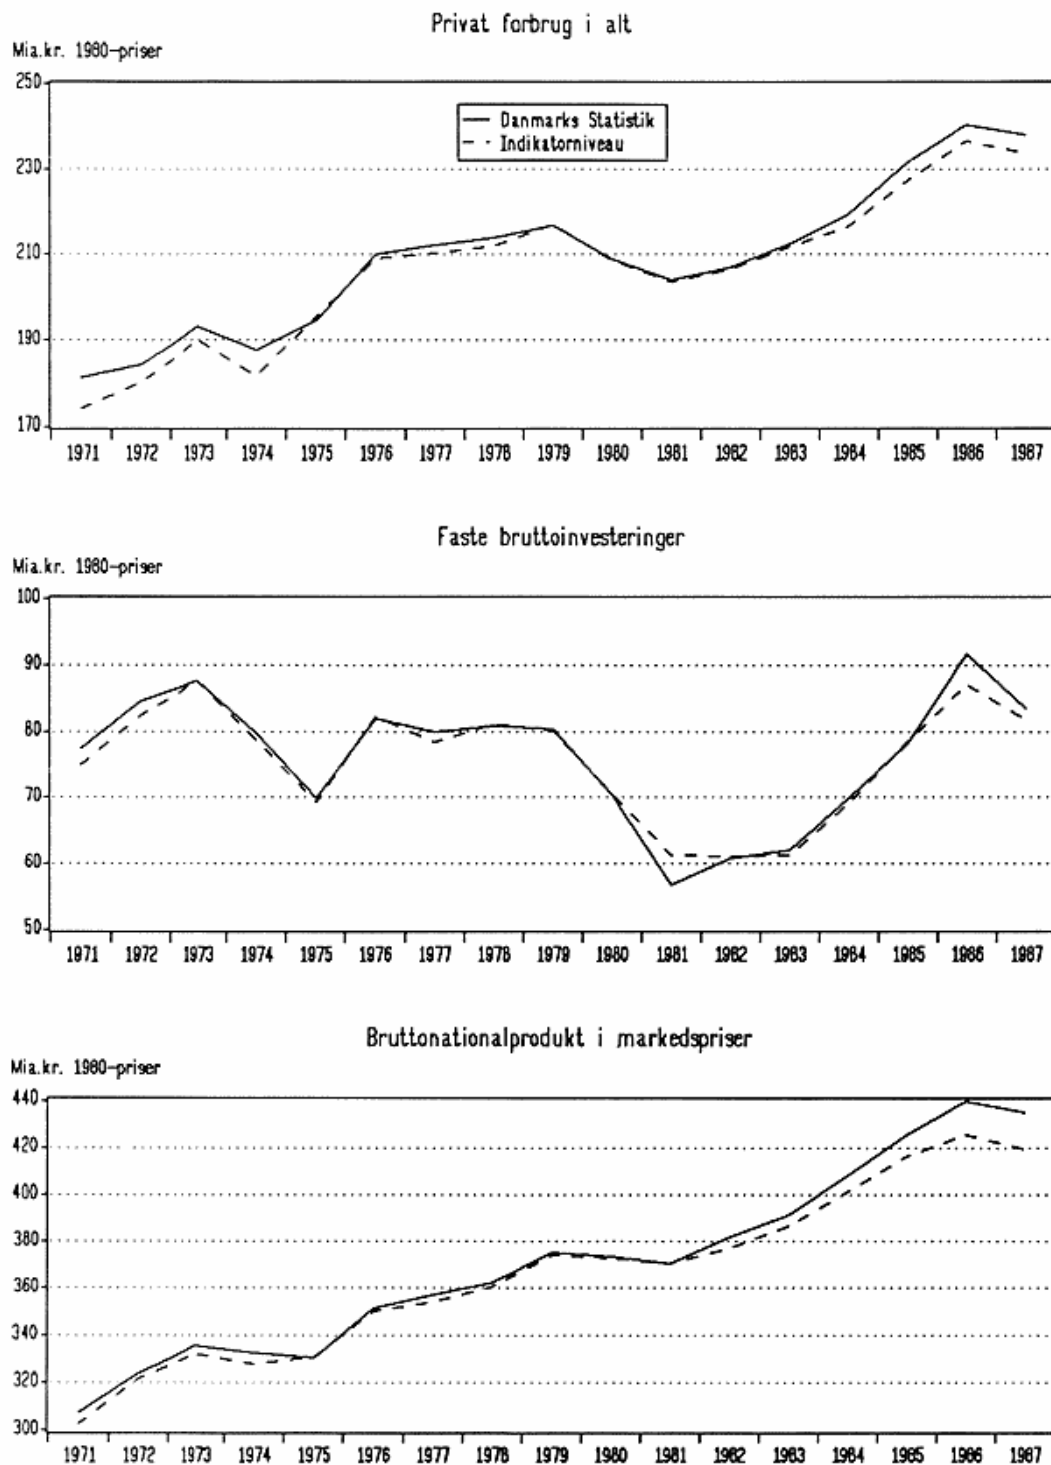 Privat forbrug i alt
Mia.kr. 1980-priser
250
Danmarks Statistik
Indikatorniveau
230
210
190
170
1971 1972 1973 1974 1975 1976 1977 1978 1979 1980 1981 1982 1983 1984 1985 1986 1987
Faste bruttoinvesteringer
Mia.kr. 1980-priser
100
90
80
70
60
50
1971 1972 1973 1974 1975 1976 1977 1978 1979 1980 1981 1982 1983 1984 1985 1986 1987
Bruttonationalprodukt i markedspriser
Mia.kr. 1980-priser
440
420
400
380
360
340
320
300
1971 1972 1973 1974 1975 1976 1977 1978 1979 1980 1981 1982 1983 1984 1985 1986 1987